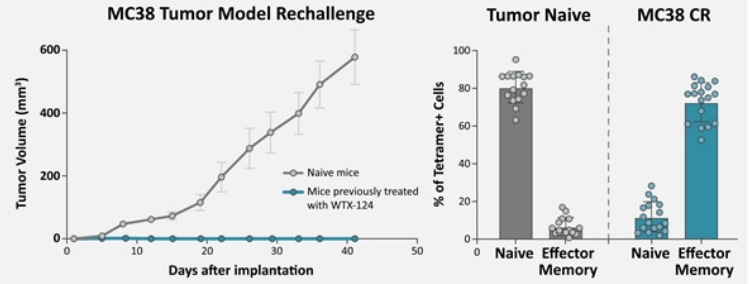 MC38 Tumor Model Rechallenge
Tumor Volume (mm³)
600
400
200
0
0
10
20
30
40
50
Days after implantation
Naive mice
Mice previously treated
with WTX-124
Tumor Naive
MC38 CR
% of Tetramer+ Cells
100
80
60
40
20
0
0
Naive
Effector
Memory
Naive
Effector
Memory